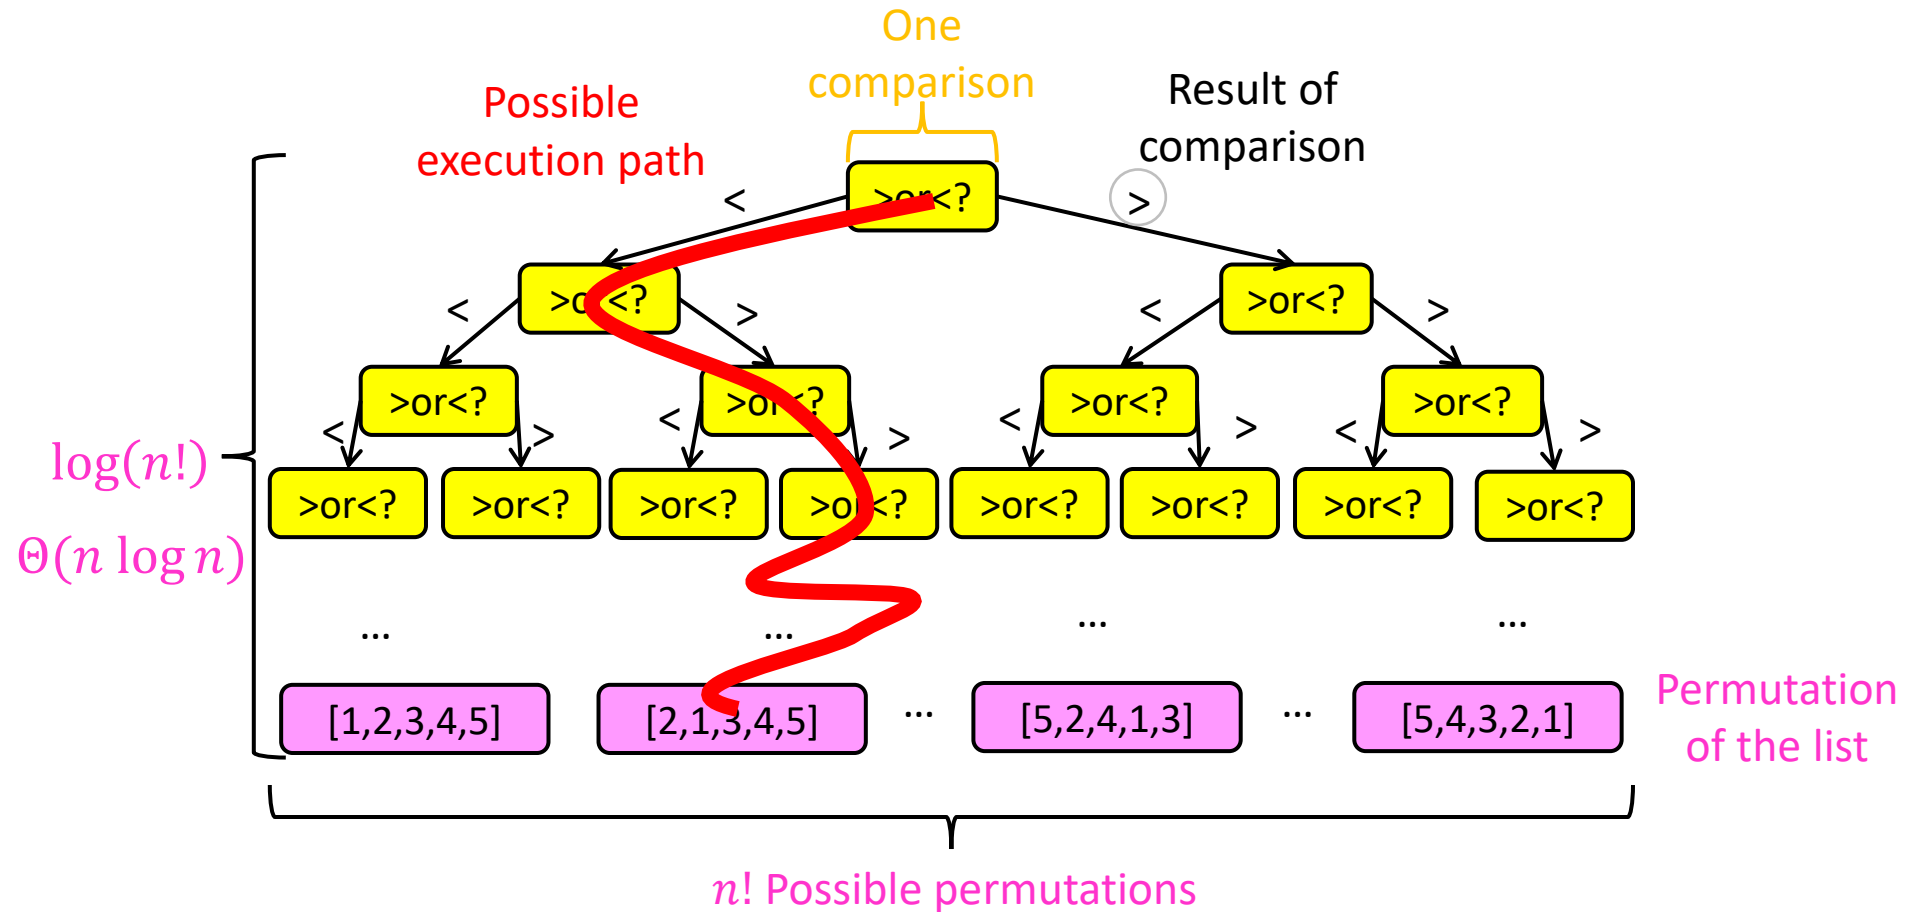 One
comparison
Possible
execution path
Result of
comparison
>or<?
<
>
>or<?
>or<?
<
>
<
>
>or<?
>or<?
>or<?
>or<?
<
>
<
>
<
>
<
>
log(n!)
>or<?
>or<?
>or<?
>or<?
>or<?
>or<?
>or<?
>or<?
Θ(n log n)
...
...
...
...
[1,2,3,4,5]
[2,1,3,4,5]
...
[5,2,4,1,3]
...
[5,4,3,2,1]
Permutation
of the list
n! Possible permutations